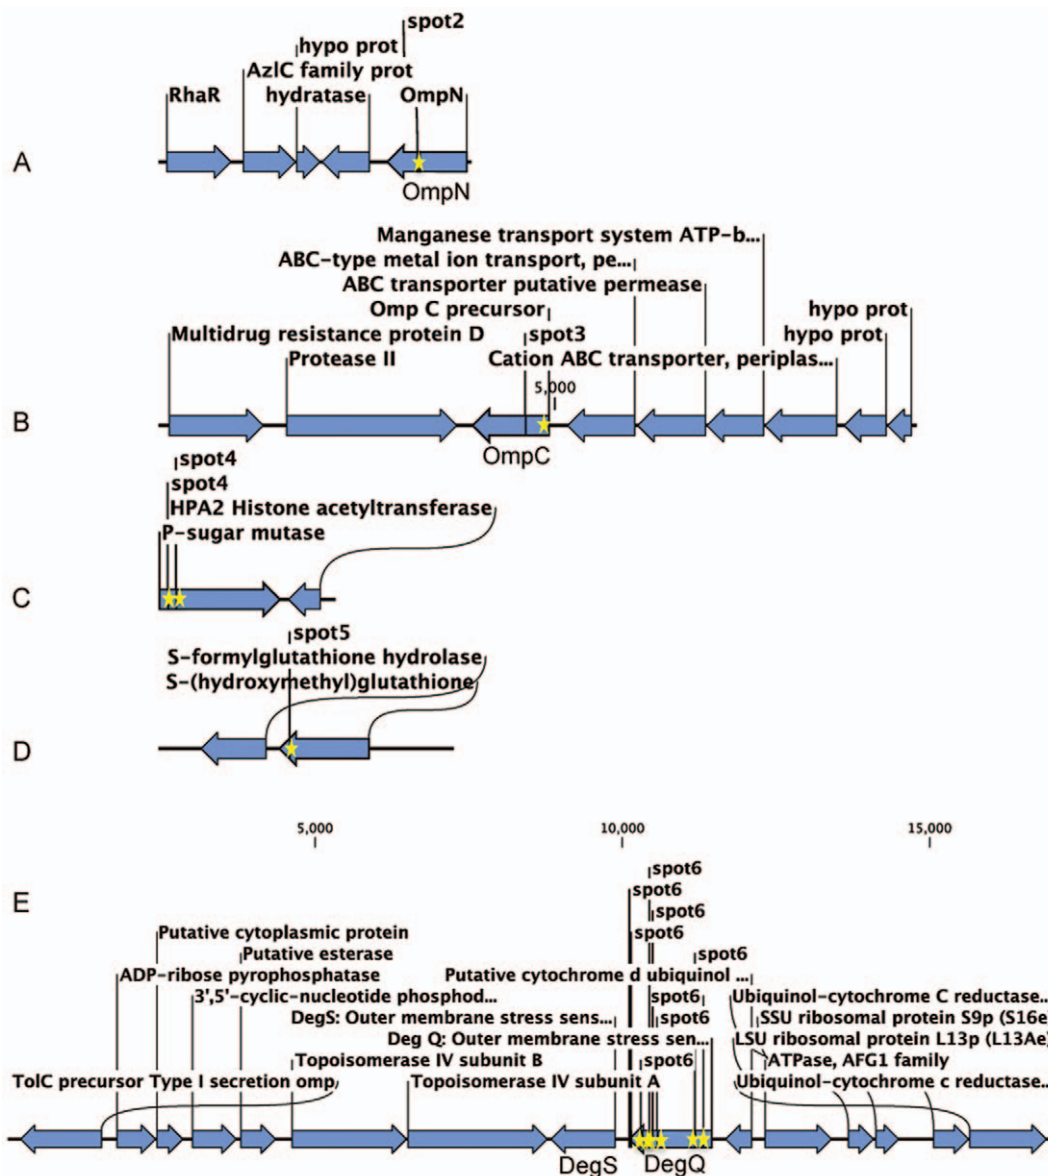 spot2
hypo prot
AzlC family prot
RhaR hydratase OmpN
A
OmpN
Manganese transport system ATP-b...
ABC-type metal ion transport, pe...
ABC transporter putative permease
Omp C precursor hypo prot
Multidrug resistance protein D spot3 hypo prot
Protease II Cation ABC transporter, periplas...
5,000
B
OmpC
spot4
spot4
HPA2 Histone acetyltransferase
P-sugar mutase
C
spot5
S-formylglutathione hydrolase
S-(hydroxymethyl)glutathione
D
5,000 10,000 15,000
spot6
E spot6
spot6
Putative cytoplasmic protein spot6
Putative esterase spot6
ADP-ribose pyrophosphatase Putative cytochrome d ubiquinol ...
3',5'-cyclic-nucleotide phosphod... spot6 Ubiquinol-cytochrome C reductase...
DegS: Outer membrane stress sens... spot6 SSU ribosomal protein S9p (S16e)
Deg Q: Outer membrane stress sen... LSU ribosomal protein L13p (L13Ae)
Topoisomerase IV subunit B spot6 ATPase, AFG1 family
TolC precursor Type I secretion omp Topoisomerase IV subunit A Ubiquinol-cytochrome c reductase...
DegS DegQ